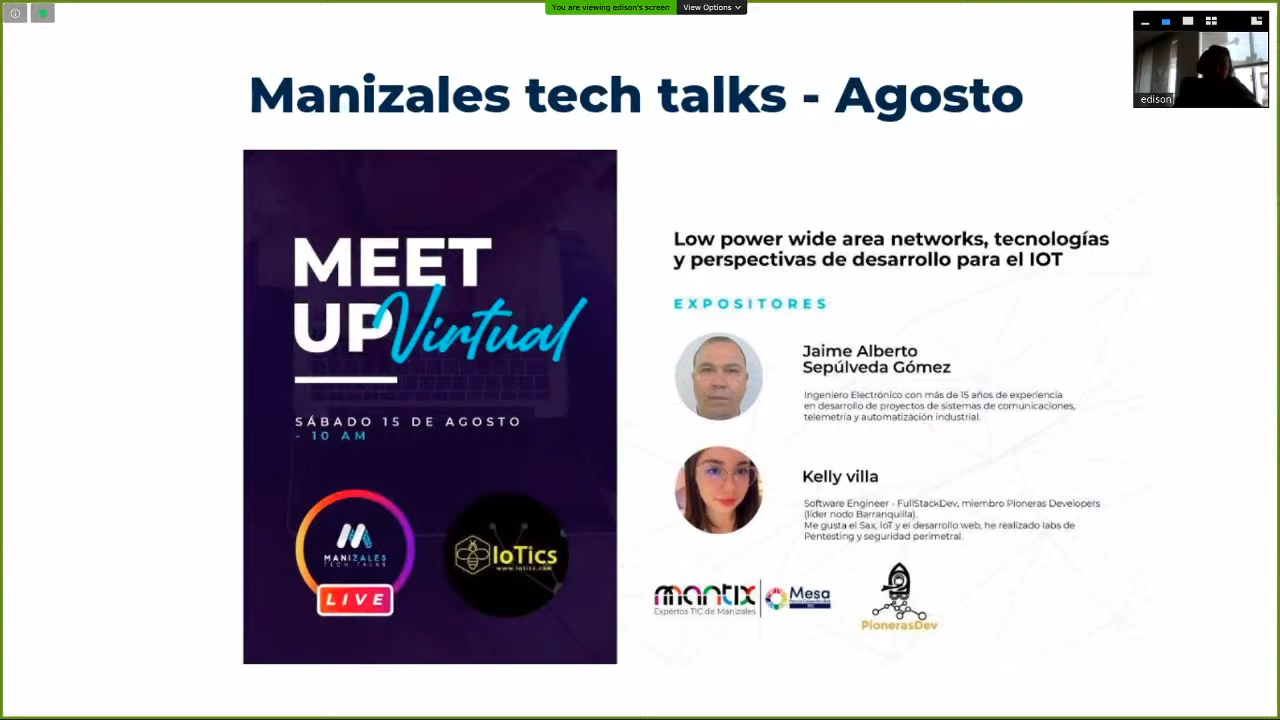 You are viewing edison's screen
View Options
edison
Manizales tech talks - Agosto
MEET
UP Virtual
SÁBADO 15 DE AGOSTO
- 10 AM
MANIZALES
TECH TALKS
LIVE
IoTics
www.iotics.com
Low power wide area networks, tecnologías
y perspectivas de desarrollo para el IOT
EXPOSITORES
Jaime Alberto
Sepúlveda Gómez
Ingeniero Electrónico con más de 15 años de experiencia
en desarrollo de proyectos de sistemas de comunicaciones,
telemetría y automatización industrial.
Kelly villa
Software Engineer - FullStackDev, miembro Pioneras Developers
(líder nodo Barranquilla).
Me gusta el Sax, IoT y el desarrollo web, he realizado labs de
Pentesting y seguridad perimetral.
mantix
Expertos TIC de Manizales
Mesa
TIC
PionerasDev